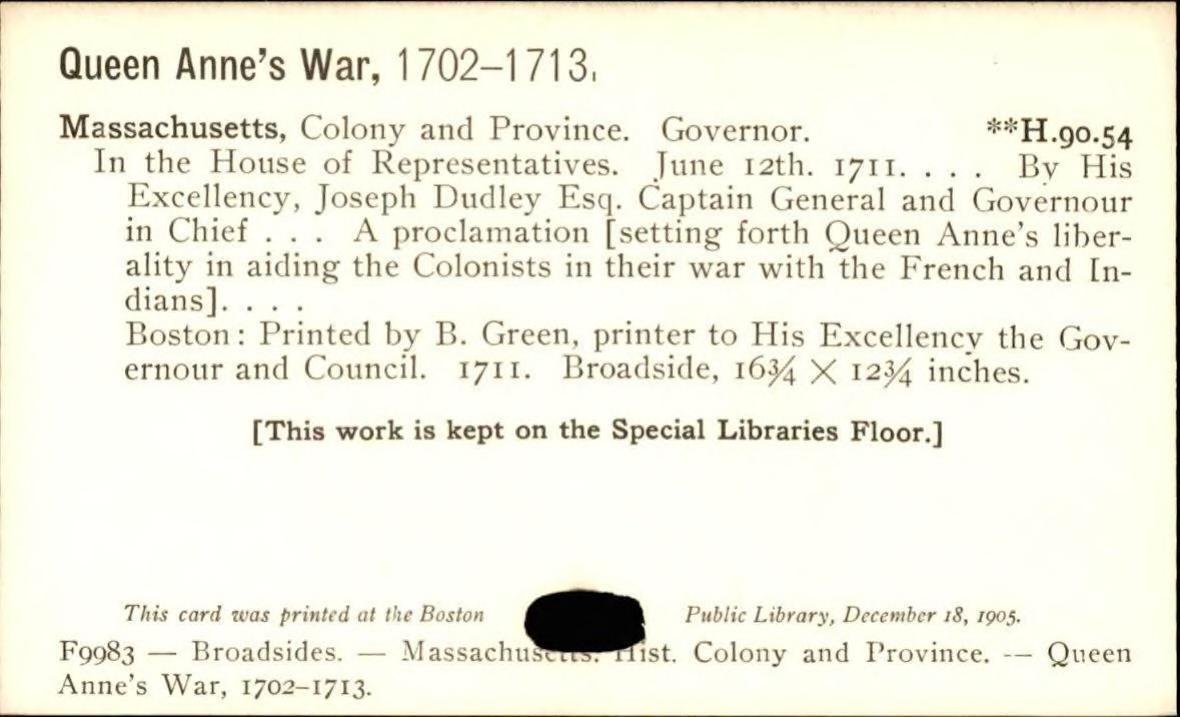 Queen Anne's War, 1702–1713.
Massachusetts, Colony and Province. Governor. **H.90.54
In the House of Representatives. June 12th. 1711. . . . By His
Excellency, Joseph Dudley Esq. Captain General and Governour
in Chief . . . A proclamation [setting forth Queen Anne's liber-
ality in aiding the Colonists in their war with the French and In-
dians]. . . .
Boston: Printed by B. Green, printer to His Excellency the Gov-
ernour and Council. 1711. Broadside, 16¾ X 12¾ inches.
[This work is kept on the Special Libraries Floor.]
This card was printed at the Boston Public Library, December 18, 1905.
F9983 — Broadsides. — Massachusetts. Hist. Colony and Province. -- Queen
Anne's War, 1702–1713.